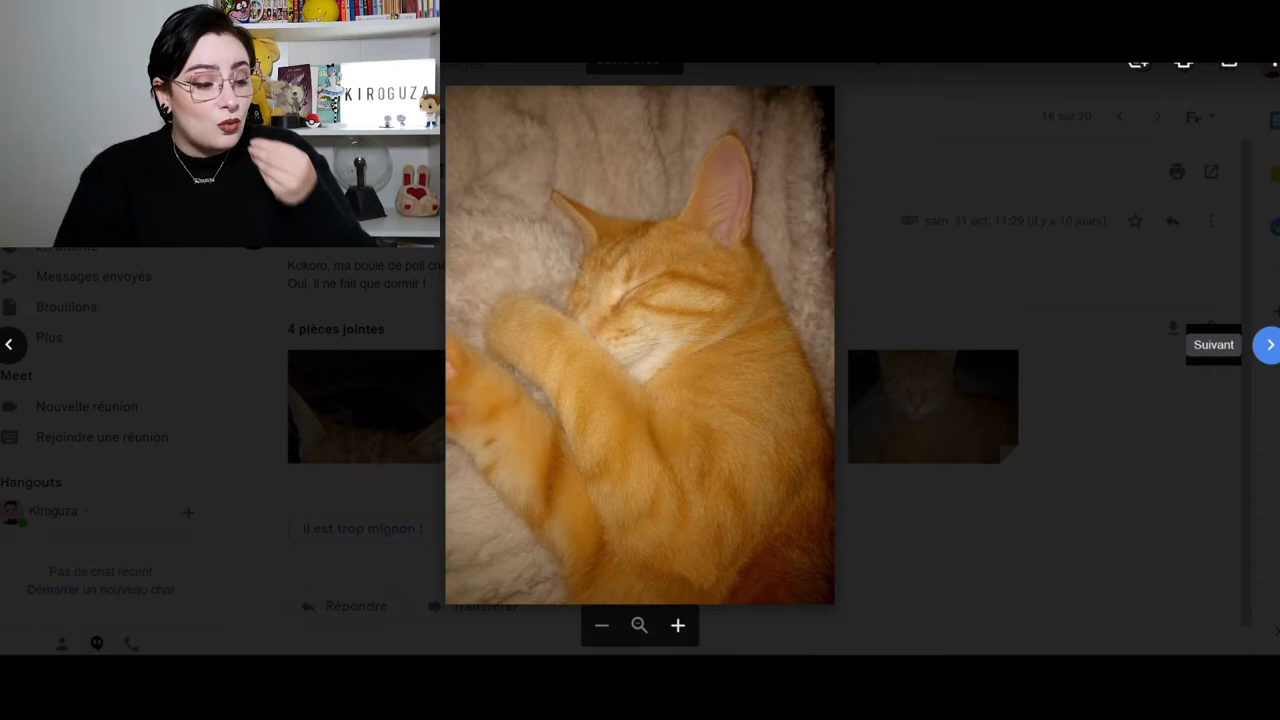 KIROGUZA
16 sur 20
sam. 31 oct. 11:29 (il y a 10 jours)
Messages envoyés
Brouillons
Plus
Meet
Nouvelle réunion
Rejoindre une réunion
Hangouts
Kiroguza
Pas de chat récent
Démarrer un nouveau chat
Kokoro, ma boule de poil
Oui, il ne fait que dormir !
4 pièces jointes
Il est trop mignon !
Répondre
Transférer
Suivant